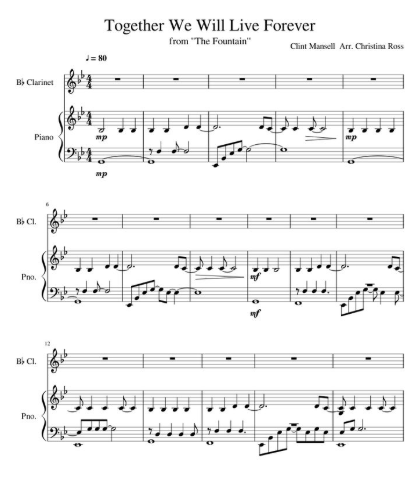 Together We Will Live Forever
from "The Fountain"
Clint Mansell Arr. Christina Ross
♩ = 80
B♭ Clarinet
Piano
mp
mp
mp
6
B♭ Cl.
Pno.
mf
mf
12
B♭ Cl.
Pno.